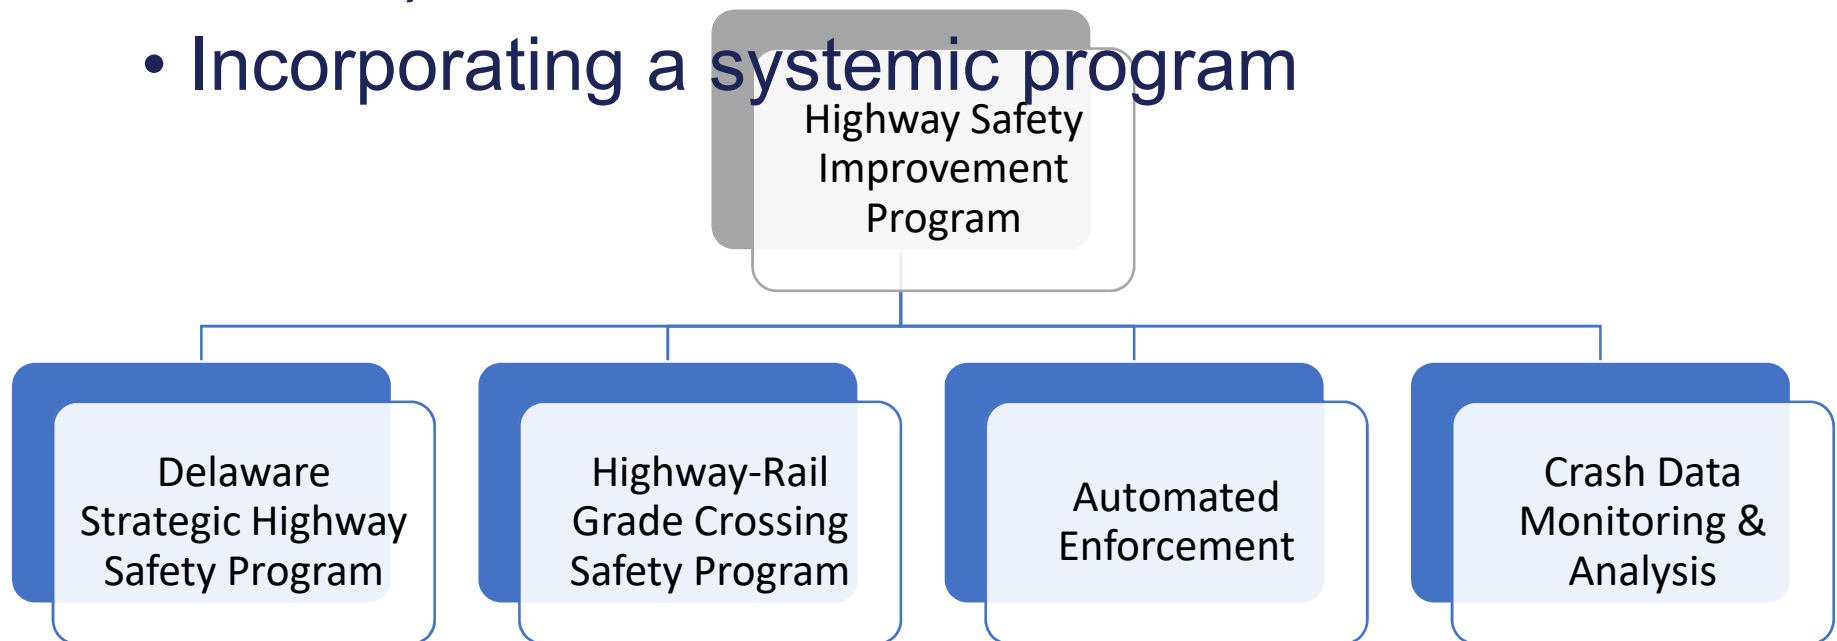 • Incorporating a systemic program
Highway Safety
Improvement
Program
Delaware
Strategic Highway
Safety Program
Highway-Rail
Grade Crossing
Safety Program
Automated
Enforcement
Crash Data
Monitoring &
Analysis